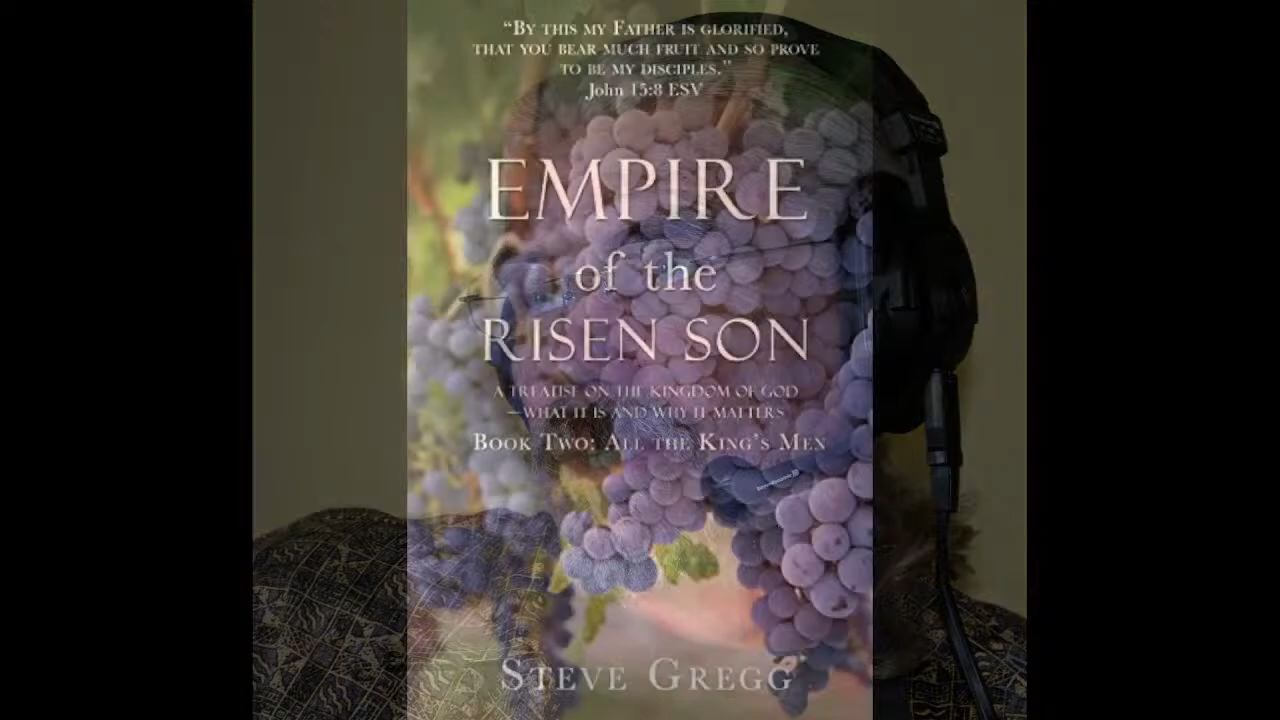 “By this my Father is glorified,
that you bear much fruit and so prove
to be my disciples.”
John 15:8 ESV
EMPIRE
of the
RISEN SON
A TREATISE ON THE KINGDOM OF GOD
—WHAT IT IS AND WHY IT MATTERS
Book Two: All the King's Men
Steve Gregg